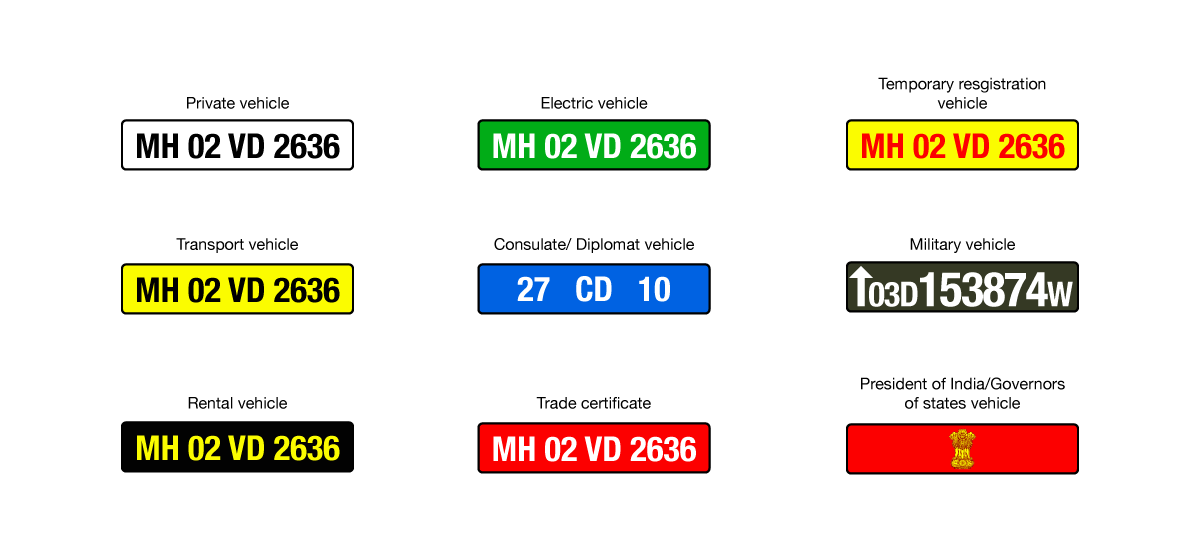 Private vehicle
MH 02 VD 2636
Electric vehicle
MH 02 VD 2636
Temporary resgistration
vehicle
MH 02 VD 2636
Transport vehicle
MH 02 VD 2636
Consulate/ Diplomat vehicle
27 CD 10
Military vehicle
↑03D153874W
Rental vehicle
MH 02 VD 2636
Trade certificate
MH 02 VD 2636
President of India/Governors
of states vehicle